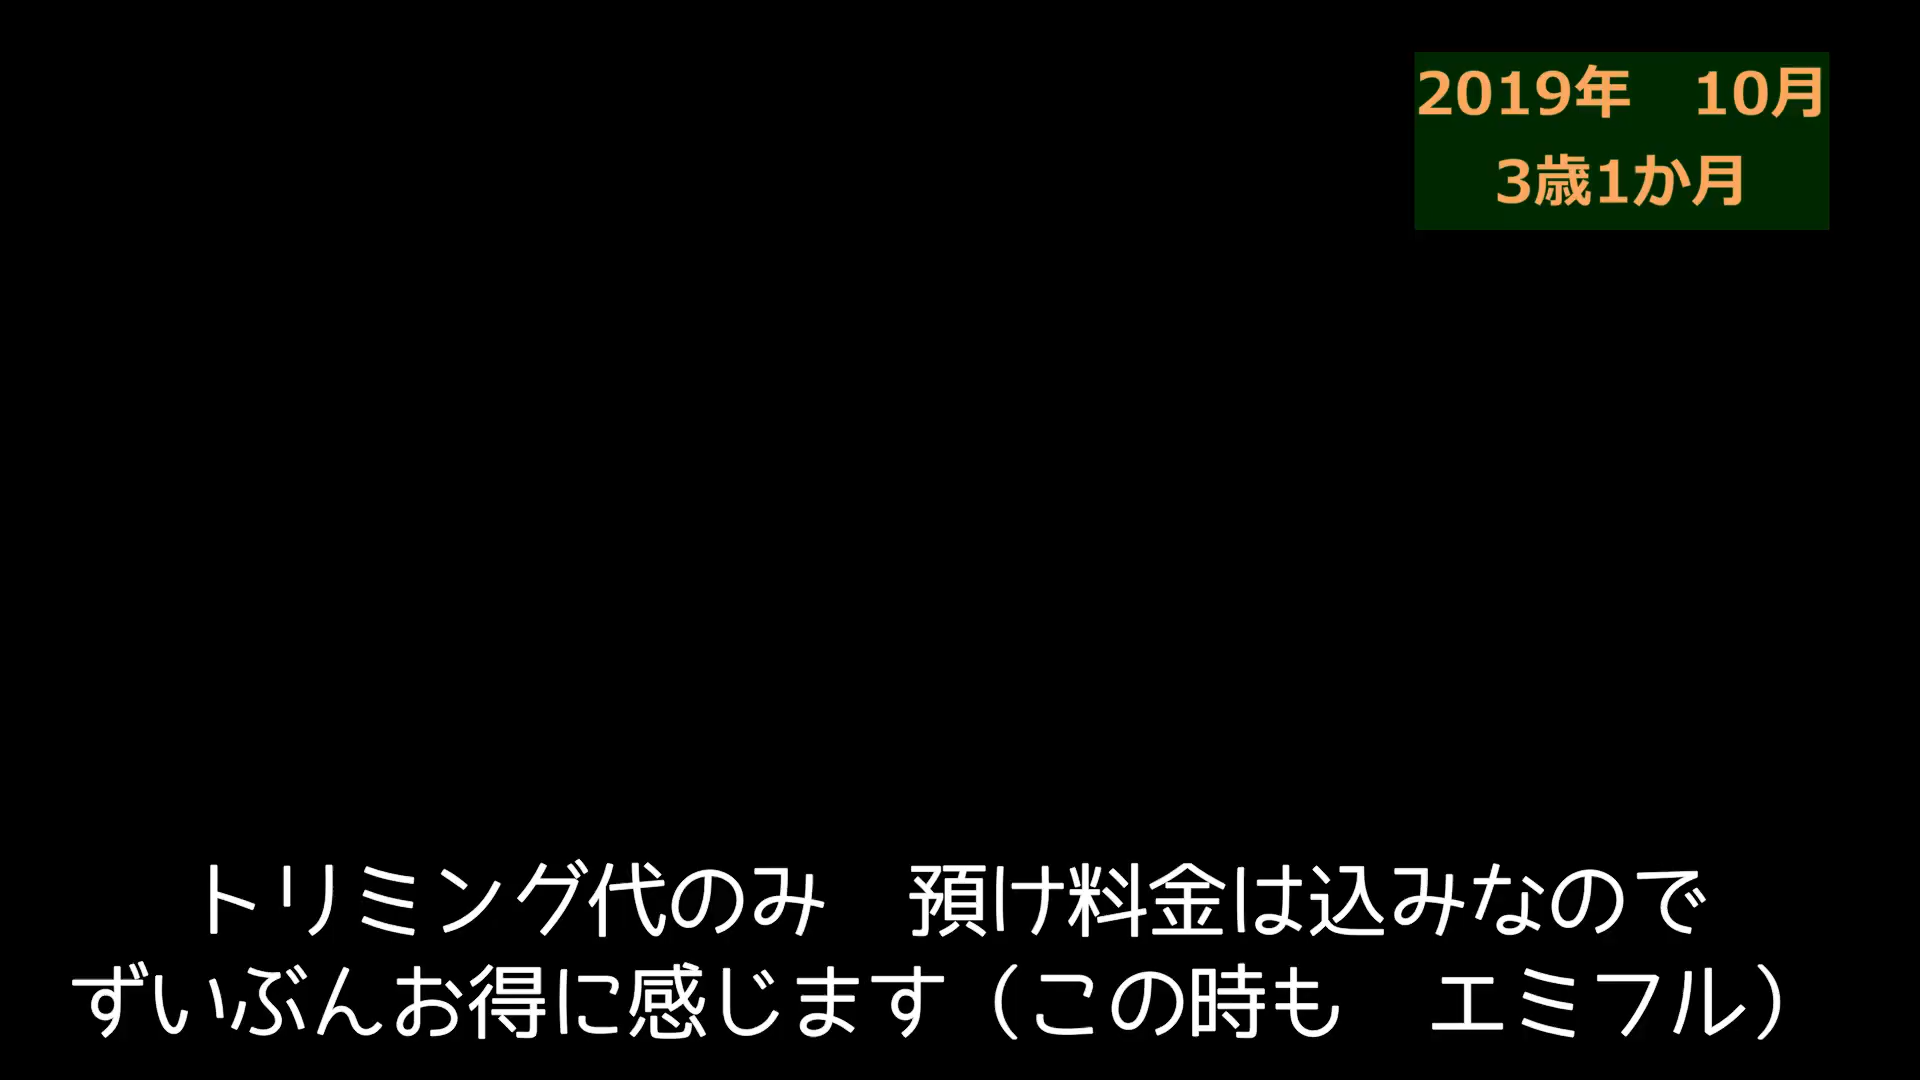 2019年　10月
3歳1か月
トリミング代のみ　預け料金は込みなので
ずいぶんお得に感じます（この時も　エミフル）